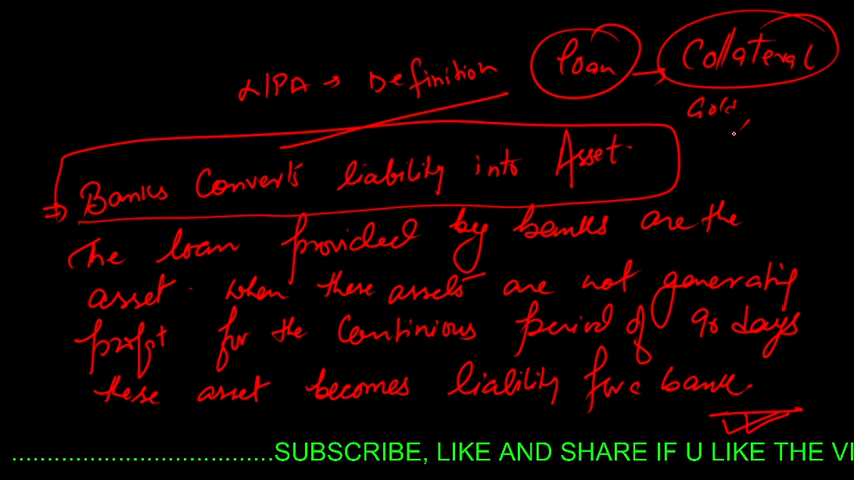 NPA → Definition loan → Collateral
Gold
⇒ Banks Converts liability into Asset.
The loan provided by banks are the
asset. when these assets are not generating
profit for the Continious period of 90 days
these asset becomes liability for bank.
....................................SUBSCRIBE, LIKE AND SHARE IF U LIKE THE VI